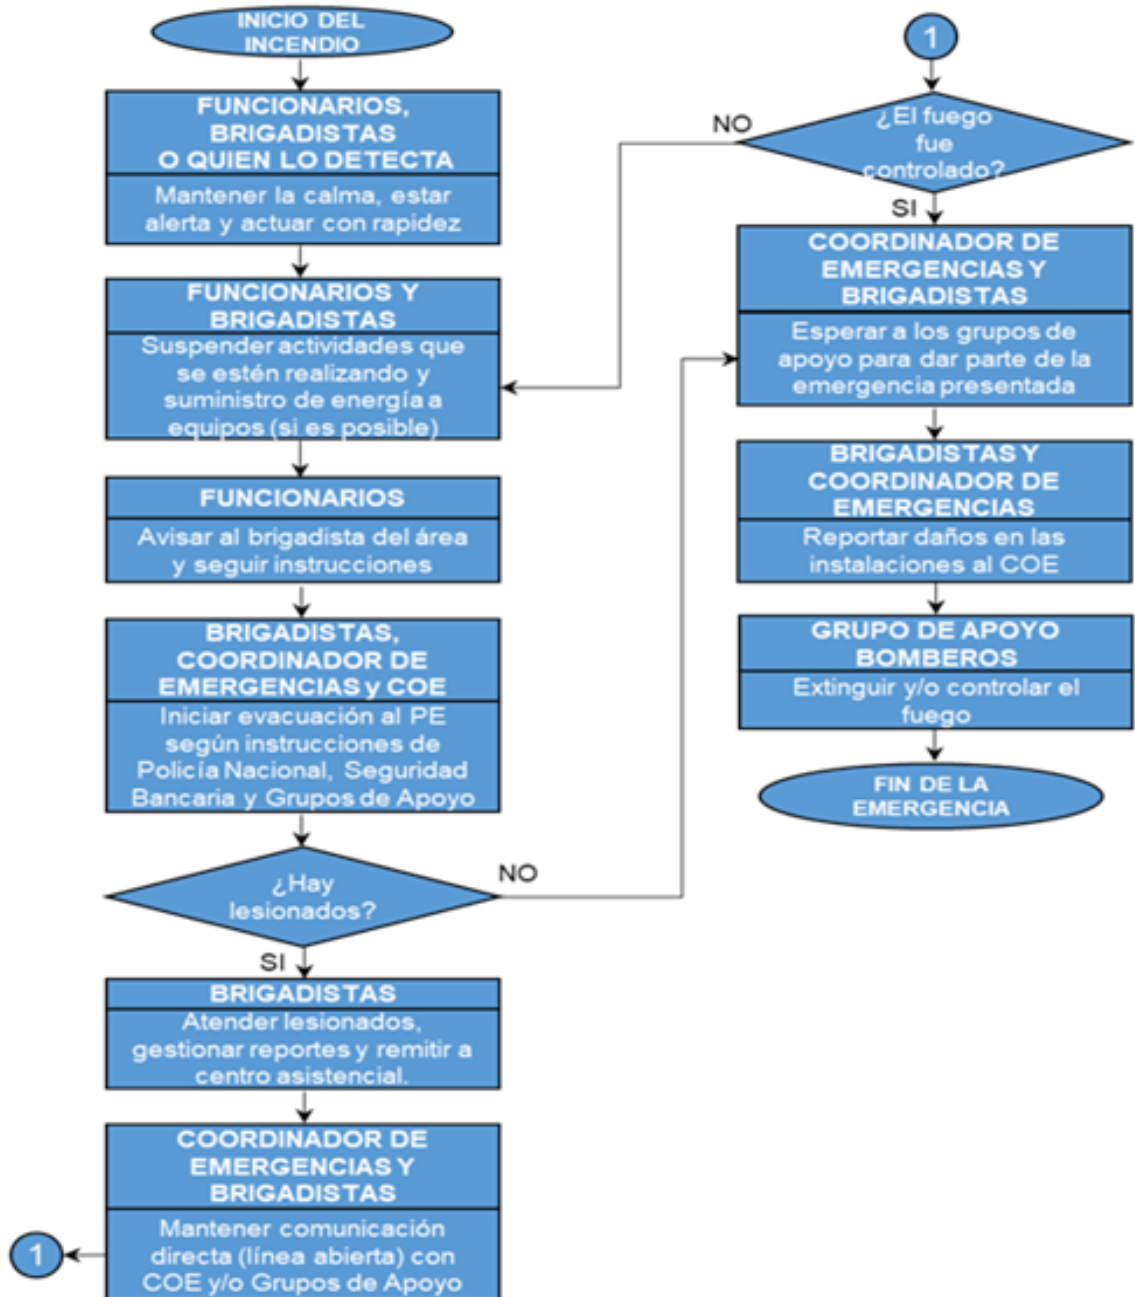 INICIO DEL
INCENDIO
FUNCIONARIOS,
BRIGADISTAS
O QUIEN LO DETECTA
Mantener la calma, estar
alerta y actuar con rapidez
FUNCIONARIOS Y
BRIGADISTAS
Suspender actividades que
se estén realizando y
suministro de energía a
equipos (si es posible)
FUNCIONARIOS
Avisar al brigadista del área
y seguir instrucciones
BRIGADISTAS,
COORDINADOR DE
EMERGENCIAS y COE
Iniciar evacuación al PE
según instrucciones de
Policía Nacional, Seguridad
Bancaria y Grupos de Apoyo
¿Hay
lesionados?
NO
SI
BRIGADISTAS
Atender lesionados,
gestionar reportes y remitir a
centro asistencial.
COORDINADOR DE
EMERGENCIAS Y
BRIGADISTAS
Mantener comunicación
directa (línea abierta) con
COE y/o Grupos de Apoyo
1
1
¿El fuego
fue
controlado?
NO
SI
COORDINADOR DE
EMERGENCIAS Y
BRIGADISTAS
Esperar a los grupos de
apoyo para dar parte de la
emergencia presentada
BRIGADISTAS Y
COORDINADOR DE
EMERGENCIAS
Reportar daños en las
instalaciones al COE
GRUPO DE APOYO
BOMBEROS
Extinguir y/o controlar el
fuego
FIN DE LA
EMERGENCIA